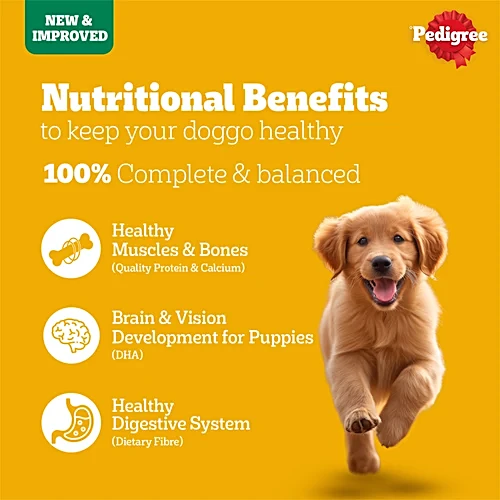 NEW &
IMPROVED
Pedigree
Nutritional Benefits
to keep your doggo healthy
100% Complete & balanced
Healthy
Muscles & Bones
(Quality Protein & Calcium)
Brain & Vision
Development for Puppies
(DHA)
Healthy
Digestive System
(Dietary Fibre)